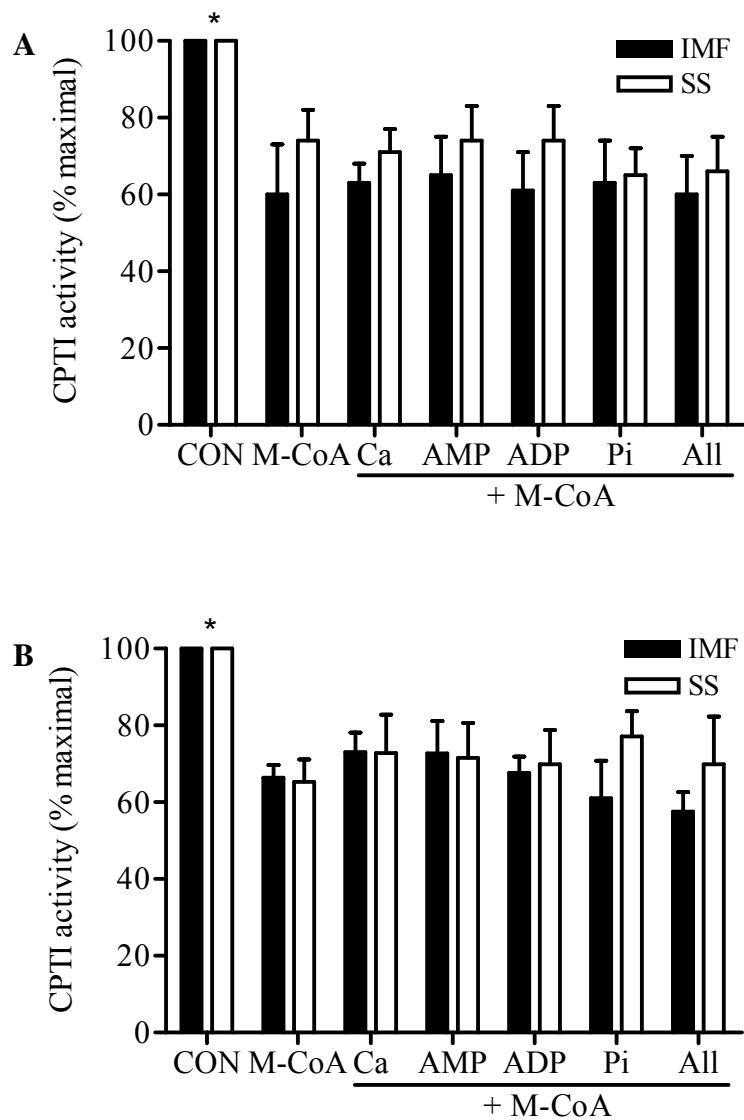 A
*
IMF
SS
CPTI activity (% maximal)
100
80
60
40
20
0
CON M-CoA Ca AMP ADP Pi All
+ M-CoA
B
*
IMF
SS
CPTI activity (% maximal)
100
80
60
40
20
0
CON M-CoA Ca AMP ADP Pi All
+ M-CoA